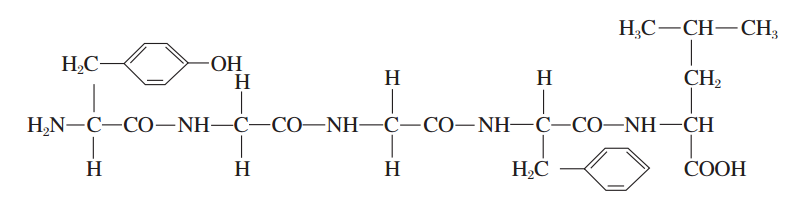 H₃C—CH—CH₃
H₂C— —OH
H H H CH₂
H₂N—C—CO—NH—C—CO—NH—C—CO—NH—C—CO—NH—CH
H H H H₂C— COOH